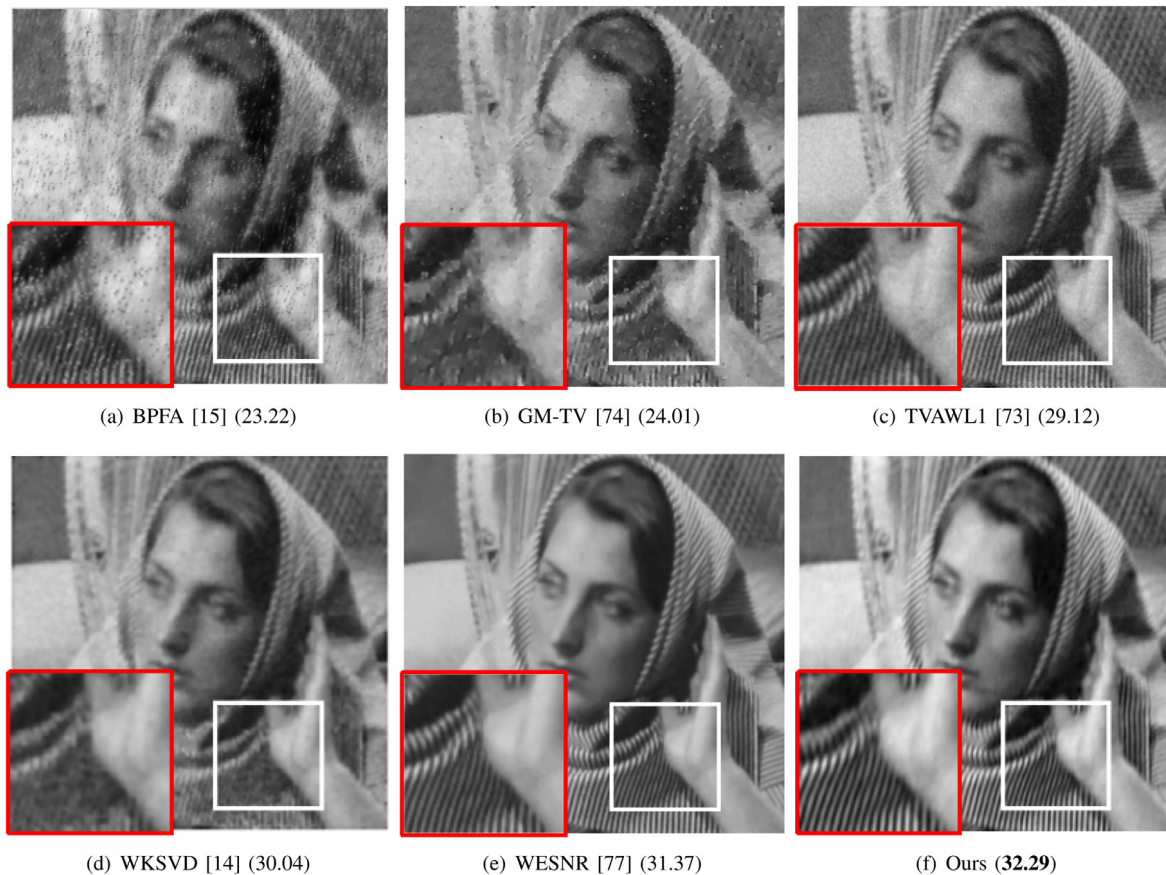 (a) BPFA [15] (23.22)
(b) GM-TV [74] (24.01)
(c) TVAWL1 [73] (29.12)
(d) WKSVD [14] (30.04)
(e) WESNR [77] (31.37)
(f) Ours (32.29)